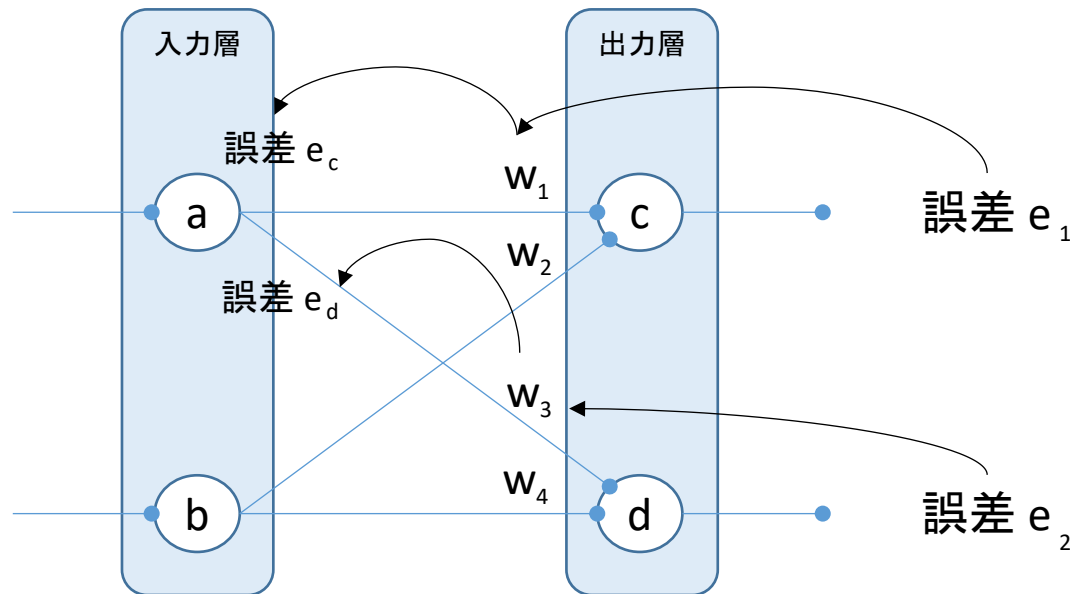 入力層
出力層
誤差 e_c
w_1
a
c
誤差 e_1
w_2
誤差 e_d
w_3
w_4
b
d
誤差 e_2